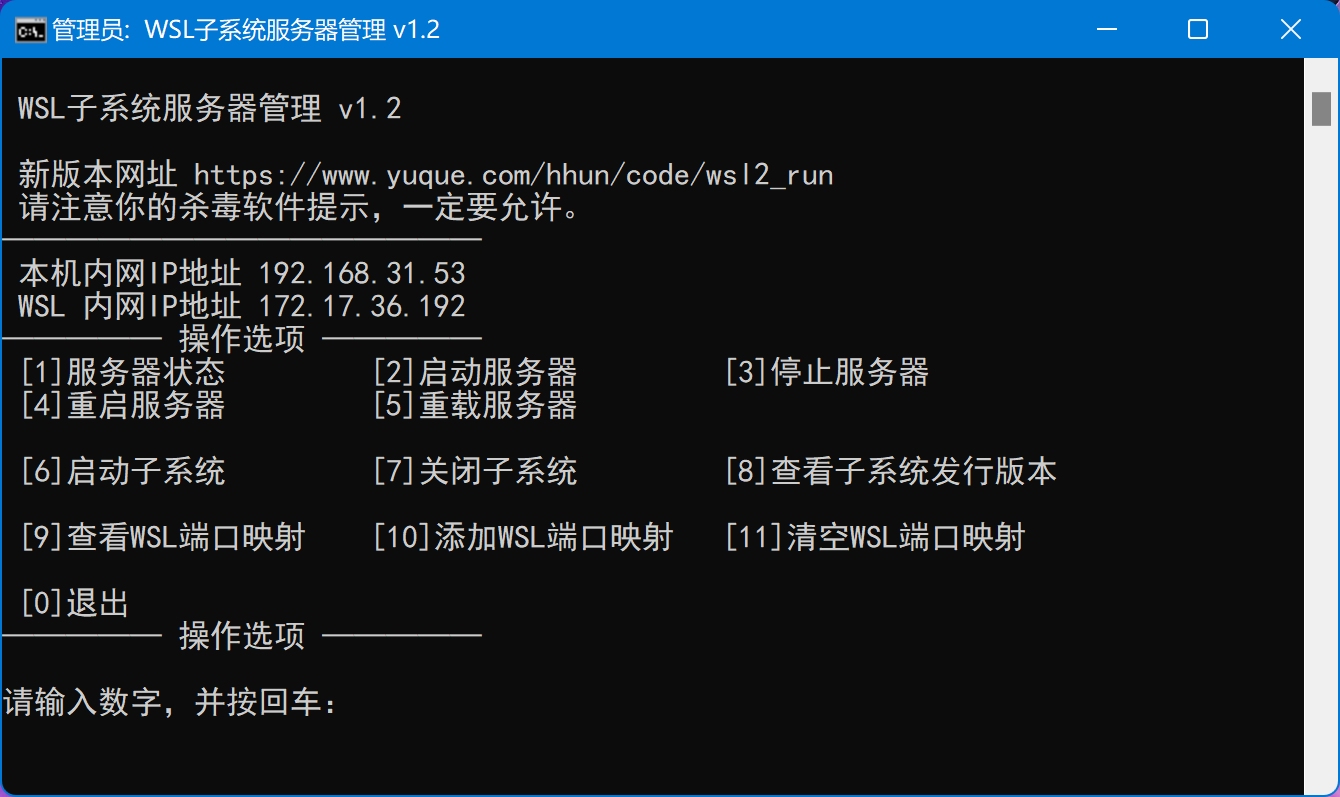 管理员: WSL子系统服务器管理 v1.2
WSL子系统服务器管理 v1.2
新版本网址 https://www.yuque.com/hhun/code/wsl2_run
请注意你的杀毒软件提示，一定要允许。
本机内网IP地址 192.168.31.53
WSL 内网IP地址 172.17.36.192
────────── 操作选项 ──────────
[1]服务器状态 [2]启动服务器 [3]停止服务器
[4]重启服务器 [5]重载服务器
[6]启动子系统 [7]关闭子系统 [8]查看子系统发行版本
[9]查看WSL端口映射 [10]添加WSL端口映射 [11]清空WSL端口映射
[0]退出
────────── 操作选项 ──────────
请输入数字，并按回车：